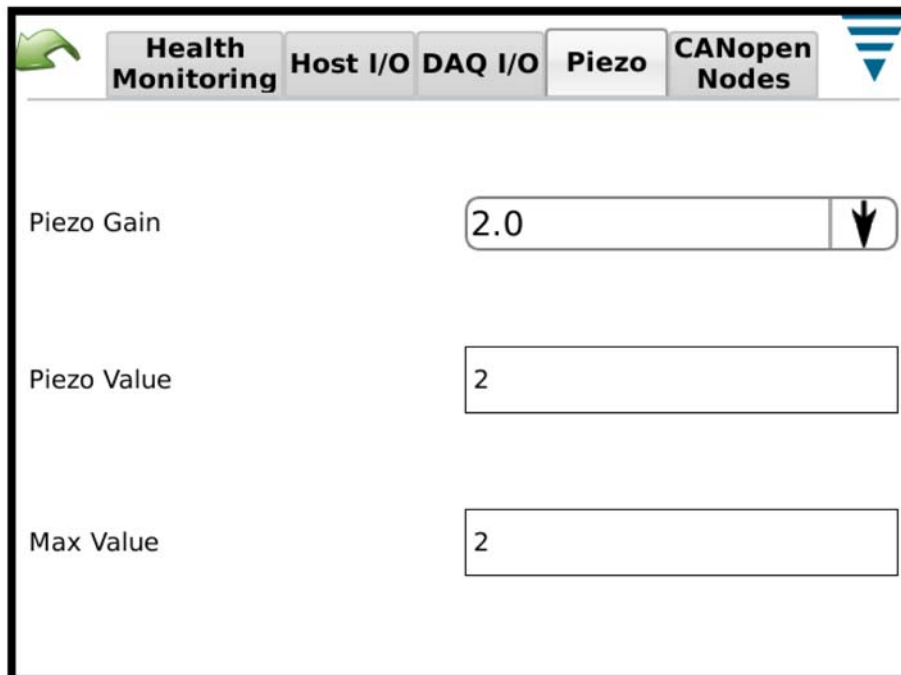 Health
Monitoring
Host I/O
DAQ I/O
Piezo
CANopen
Nodes
Piezo Gain
2.0
Piezo Value
2
Max Value
2